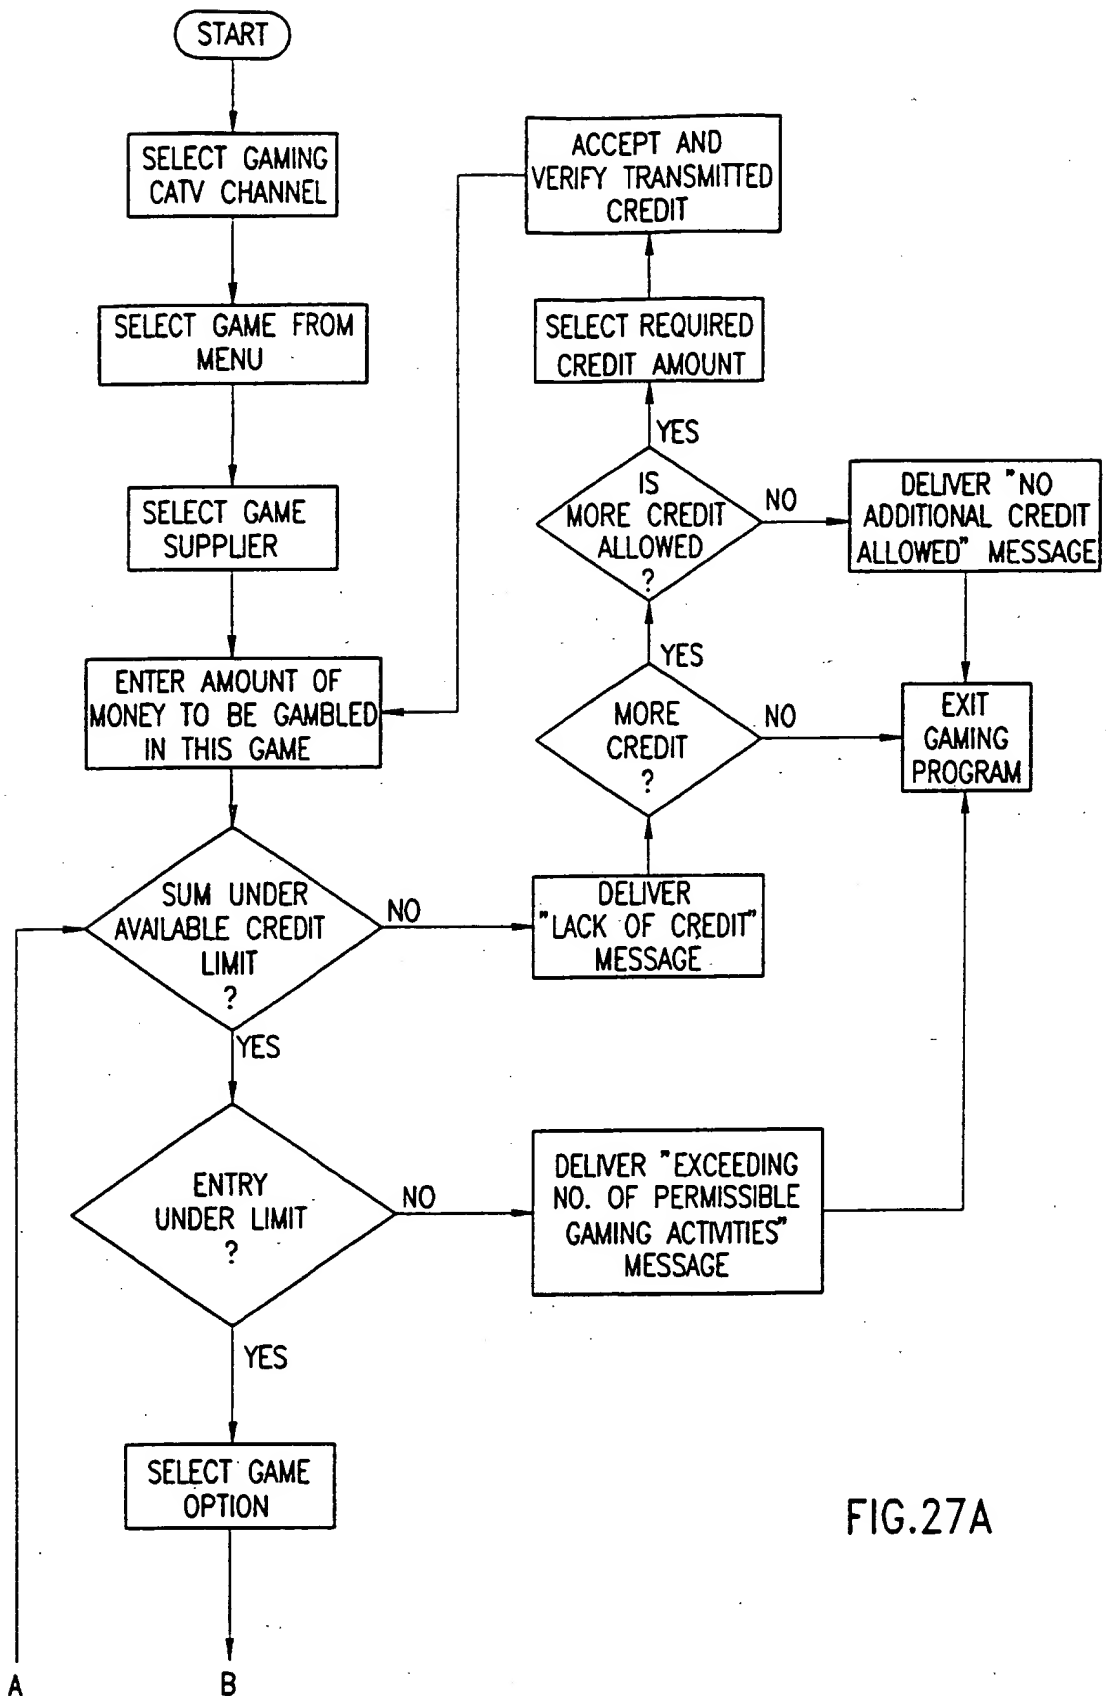 START
SELECT GAMING
CATV CHANNEL
SELECT GAME FROM
MENU
SELECT GAME
SUPPLIER
ENTER AMOUNT OF
MONEY TO BE GAMBLED
IN THIS GAME
SUM UNDER
AVAILABLE CREDIT
LIMIT
?
NO
YES
ENTRY
UNDER LIMIT
?
NO
YES
SELECT GAME
OPTION
A
B
ACCEPT AND
VERIFY TRANSMITTED
CREDIT
SELECT REQUIRED
CREDIT AMOUNT
YES
IS
MORE CREDIT
ALLOWED
?
NO
DELIVER "NO
ADDITIONAL CREDIT
ALLOWED" MESSAGE
YES
MORE
CREDIT
?
NO
EXIT
GAMING
PROGRAM
DELIVER
"LACK OF CREDIT"
MESSAGE
DELIVER "EXCEEDING
NO. OF PERMISSIBLE
GAMING ACTIVITIES"
MESSAGE
FIG.27A